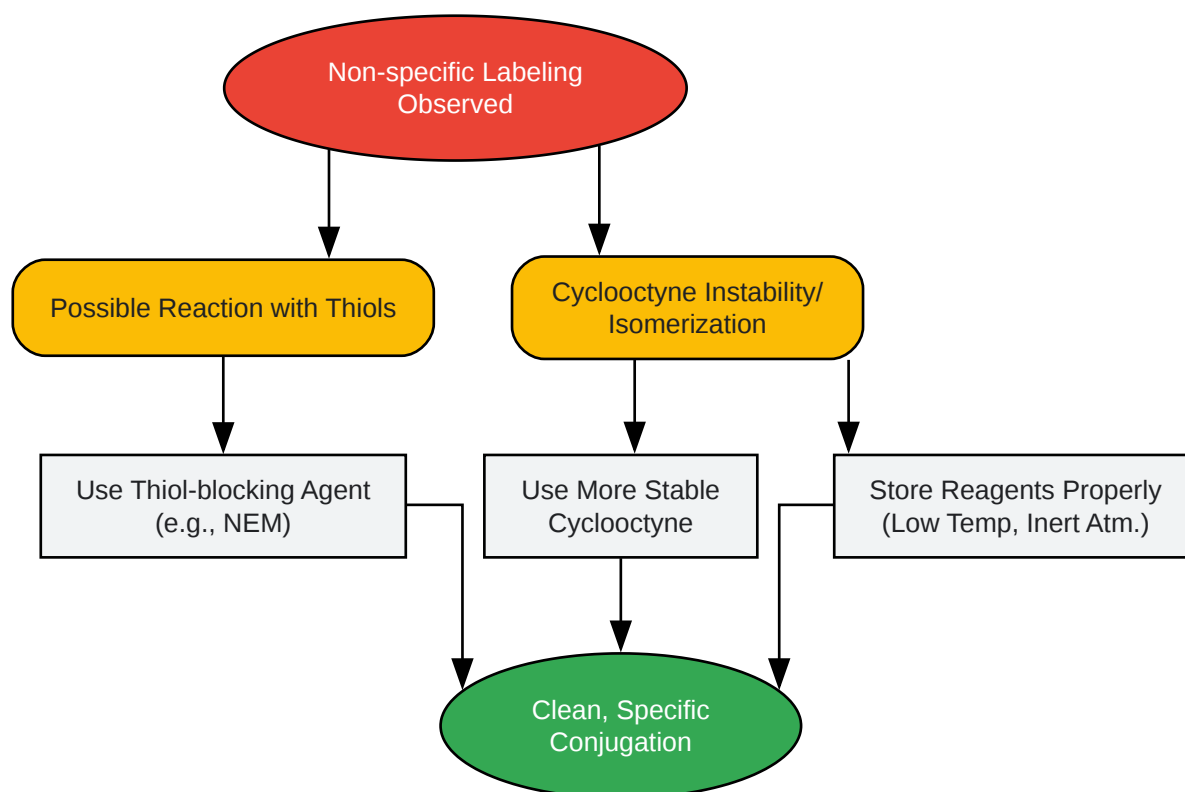 Non-specific Labeling
Observed
Possible Reaction with Thiols
Cyclooctyne Instability/
Isomerization
Use Thiol-blocking Agent
(e.g., NEM)
Use More Stable
Cyclooctyne
Store Reagents Properly
(Low Temp, Inert Atm.)
Clean, Specific
Conjugation